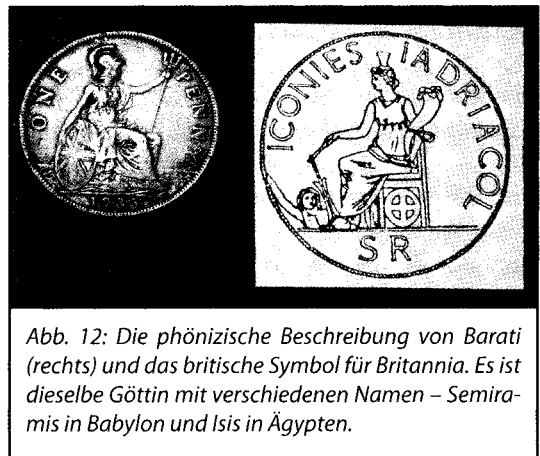 ONE PENNY
ICONIES IADRIACOL
SR
Abb. 12: Die phönizische Beschreibung von Barati
(rechts) und das britische Symbol für Britannia. Es ist
dieselbe Göttin mit verschiedenen Namen – Semira-
mis in Babylon und Isis in Ägypten.